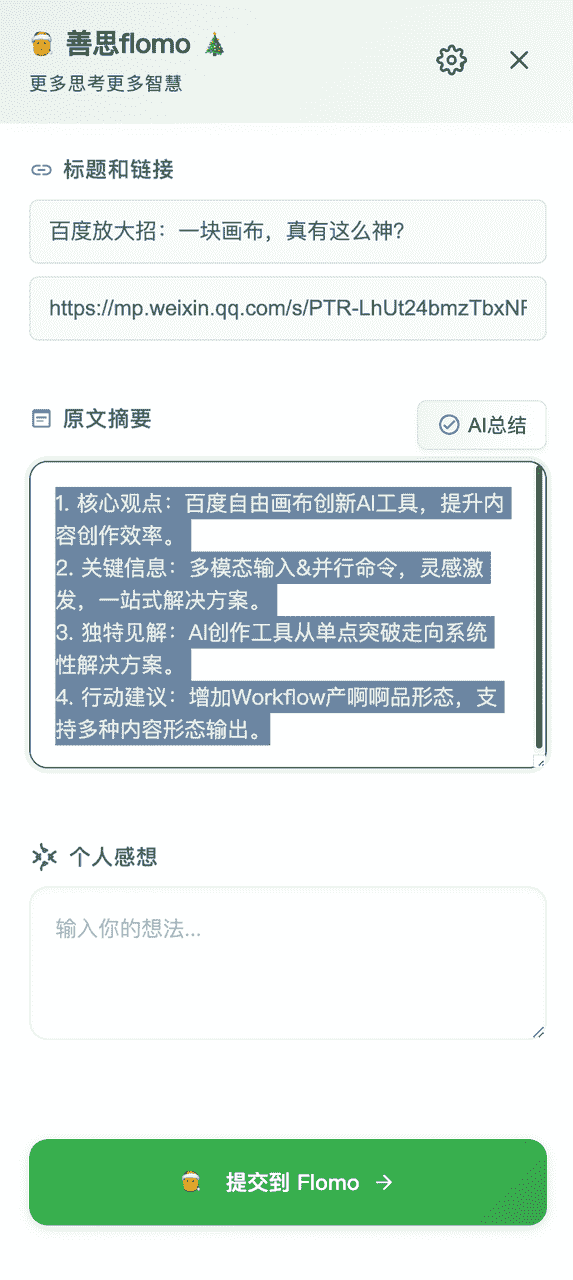 善思flomo
更多思考更多智慧
标题和链接
百度放大招：一块画布，真有这么神？
https://mp.weixin.qq.com/s/PTR-LhUt24bmzTbxNF
原文摘要
AI总结
1. 核心观点：百度自由画布创新AI工具，提升内
容创作效率。
2. 关键信息：多模态输入&并行命令，灵感激
发，一站式解决方案。
3. 独特见解：AI创作工具从单点突破走向系统
性解决方案。
4. 行动建议：增加Workflow产啊啊品形态，支
持多种内容形态输出。
个人感想
输入你的想法...
提交到 Flomo →